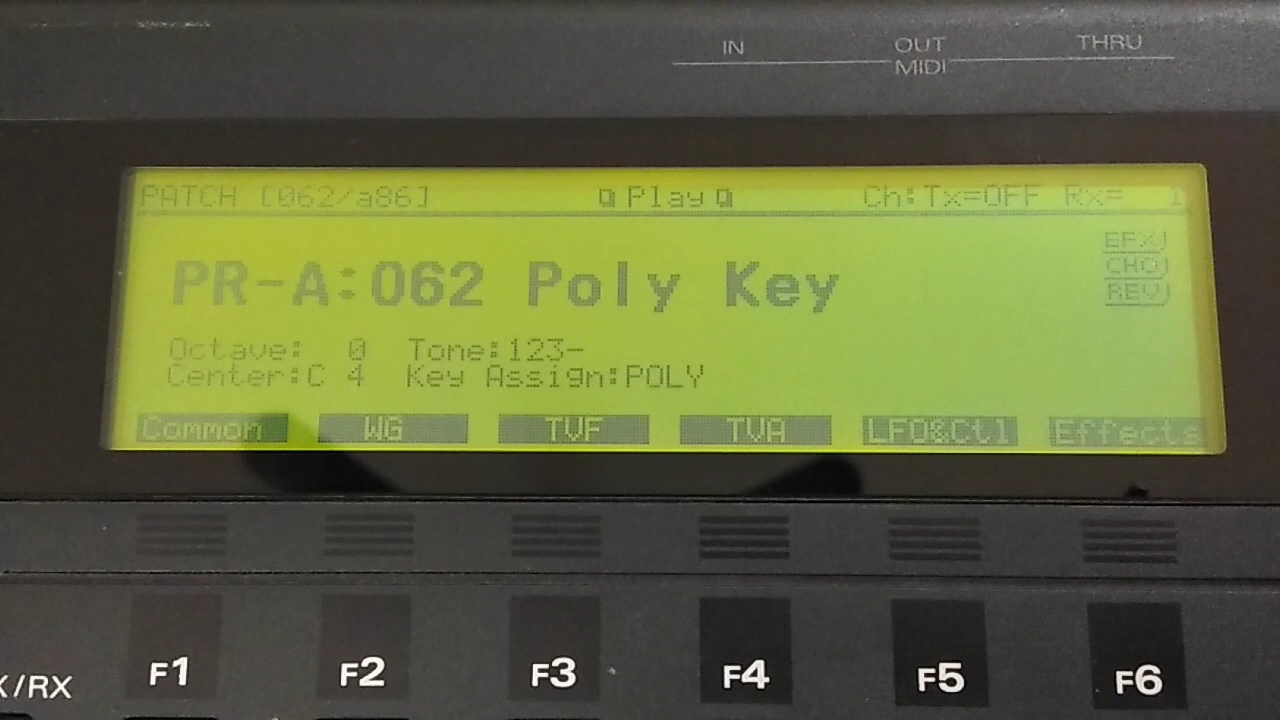 IN OUT THRU
MIDI
PATCH [062/a86] Play Ch:Tx=OFF Rx= 1
EFX
CHO
REV
PR-A:062 Poly Key
Octave: 0 Tone:123-
Center:C 4 Key Assign:POLY
Common WG TVF TVA LFO&Ctl Effects
X/RX F1 F2 F3 F4 F5 F6